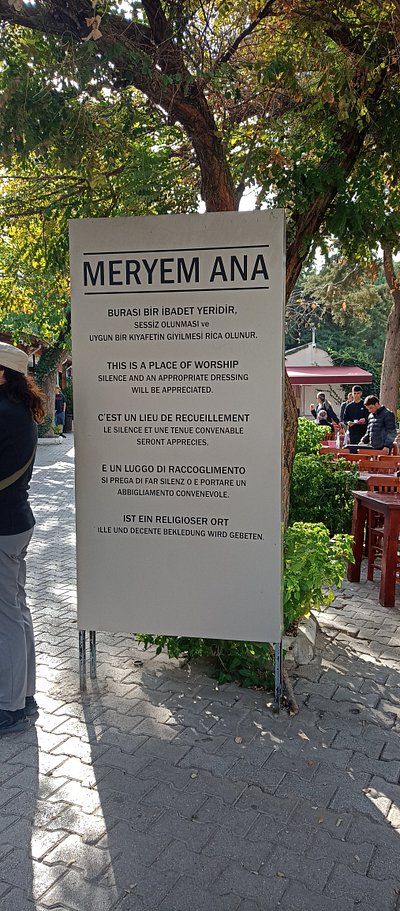 MERYEM ANA
BURASI BİR İBADET YERİDİR,
SESSİZ OLUNMASI ve
UYGUN BİR KIYAFETİN GİYİLMESİ RİCA OLUNUR.
THIS IS A PLACE OF WORSHIP
SILENCE AND AN APPROPRIATE DRESSING
WILL BE APPRECIATED.
C'EST UN LIEU DE RECUEILLEMENT
LE SILENCE ET UNE TENUE CONVENABLE
SERONT APPRECIES.
E UN LUOGO DI RACCOGLIMENTO
SI PREGA DI FAR SILENZ O E PORTARE UN
ABBIGLIAMENTO CONVENEVOLE.
IST EIN RELIGIOSER ORT
ILLE UND DECENTE BEKLEDUNG WIRD GEBETEN.